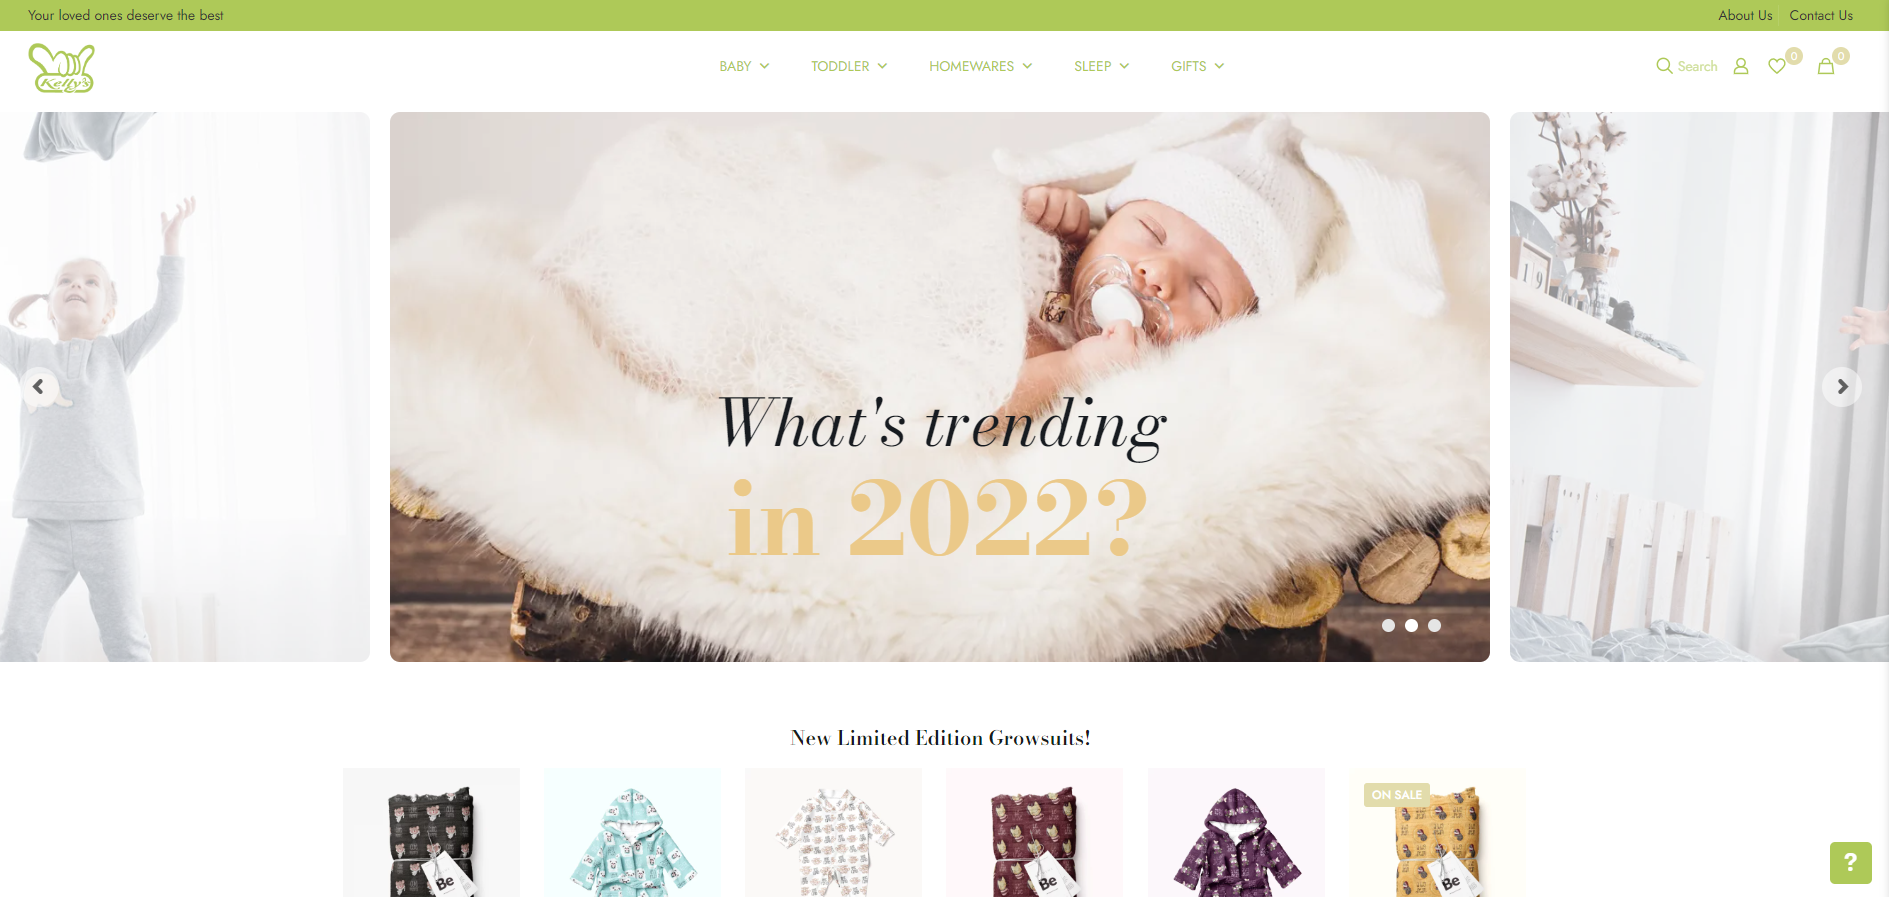 Your loved ones deserve the best
About Us
Contact Us
Kelly's
BABY
TODDLER
HOMEWARES
SLEEP
GIFTS
Search
0
0
19
What's trending
in 2022?
New Limited Edition Growsuits!
ON SALE
Be
Be
Be
?